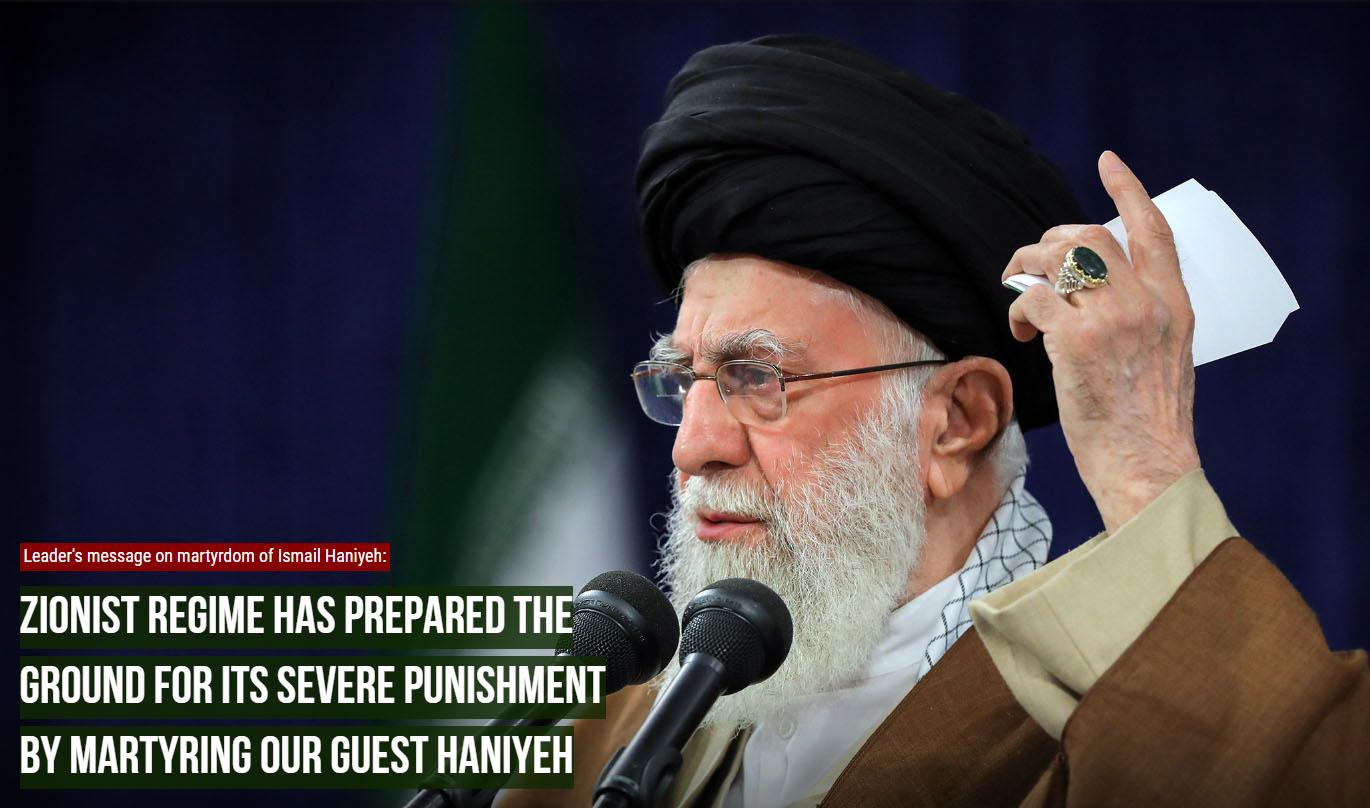 Leader's message on martyrdom of Ismail Haniyeh:
ZIONIST REGIME HAS PREPARED THE
GROUND FOR ITS SEVERE PUNISHMENT
BY MARTYRING OUR GUEST HANIYEH